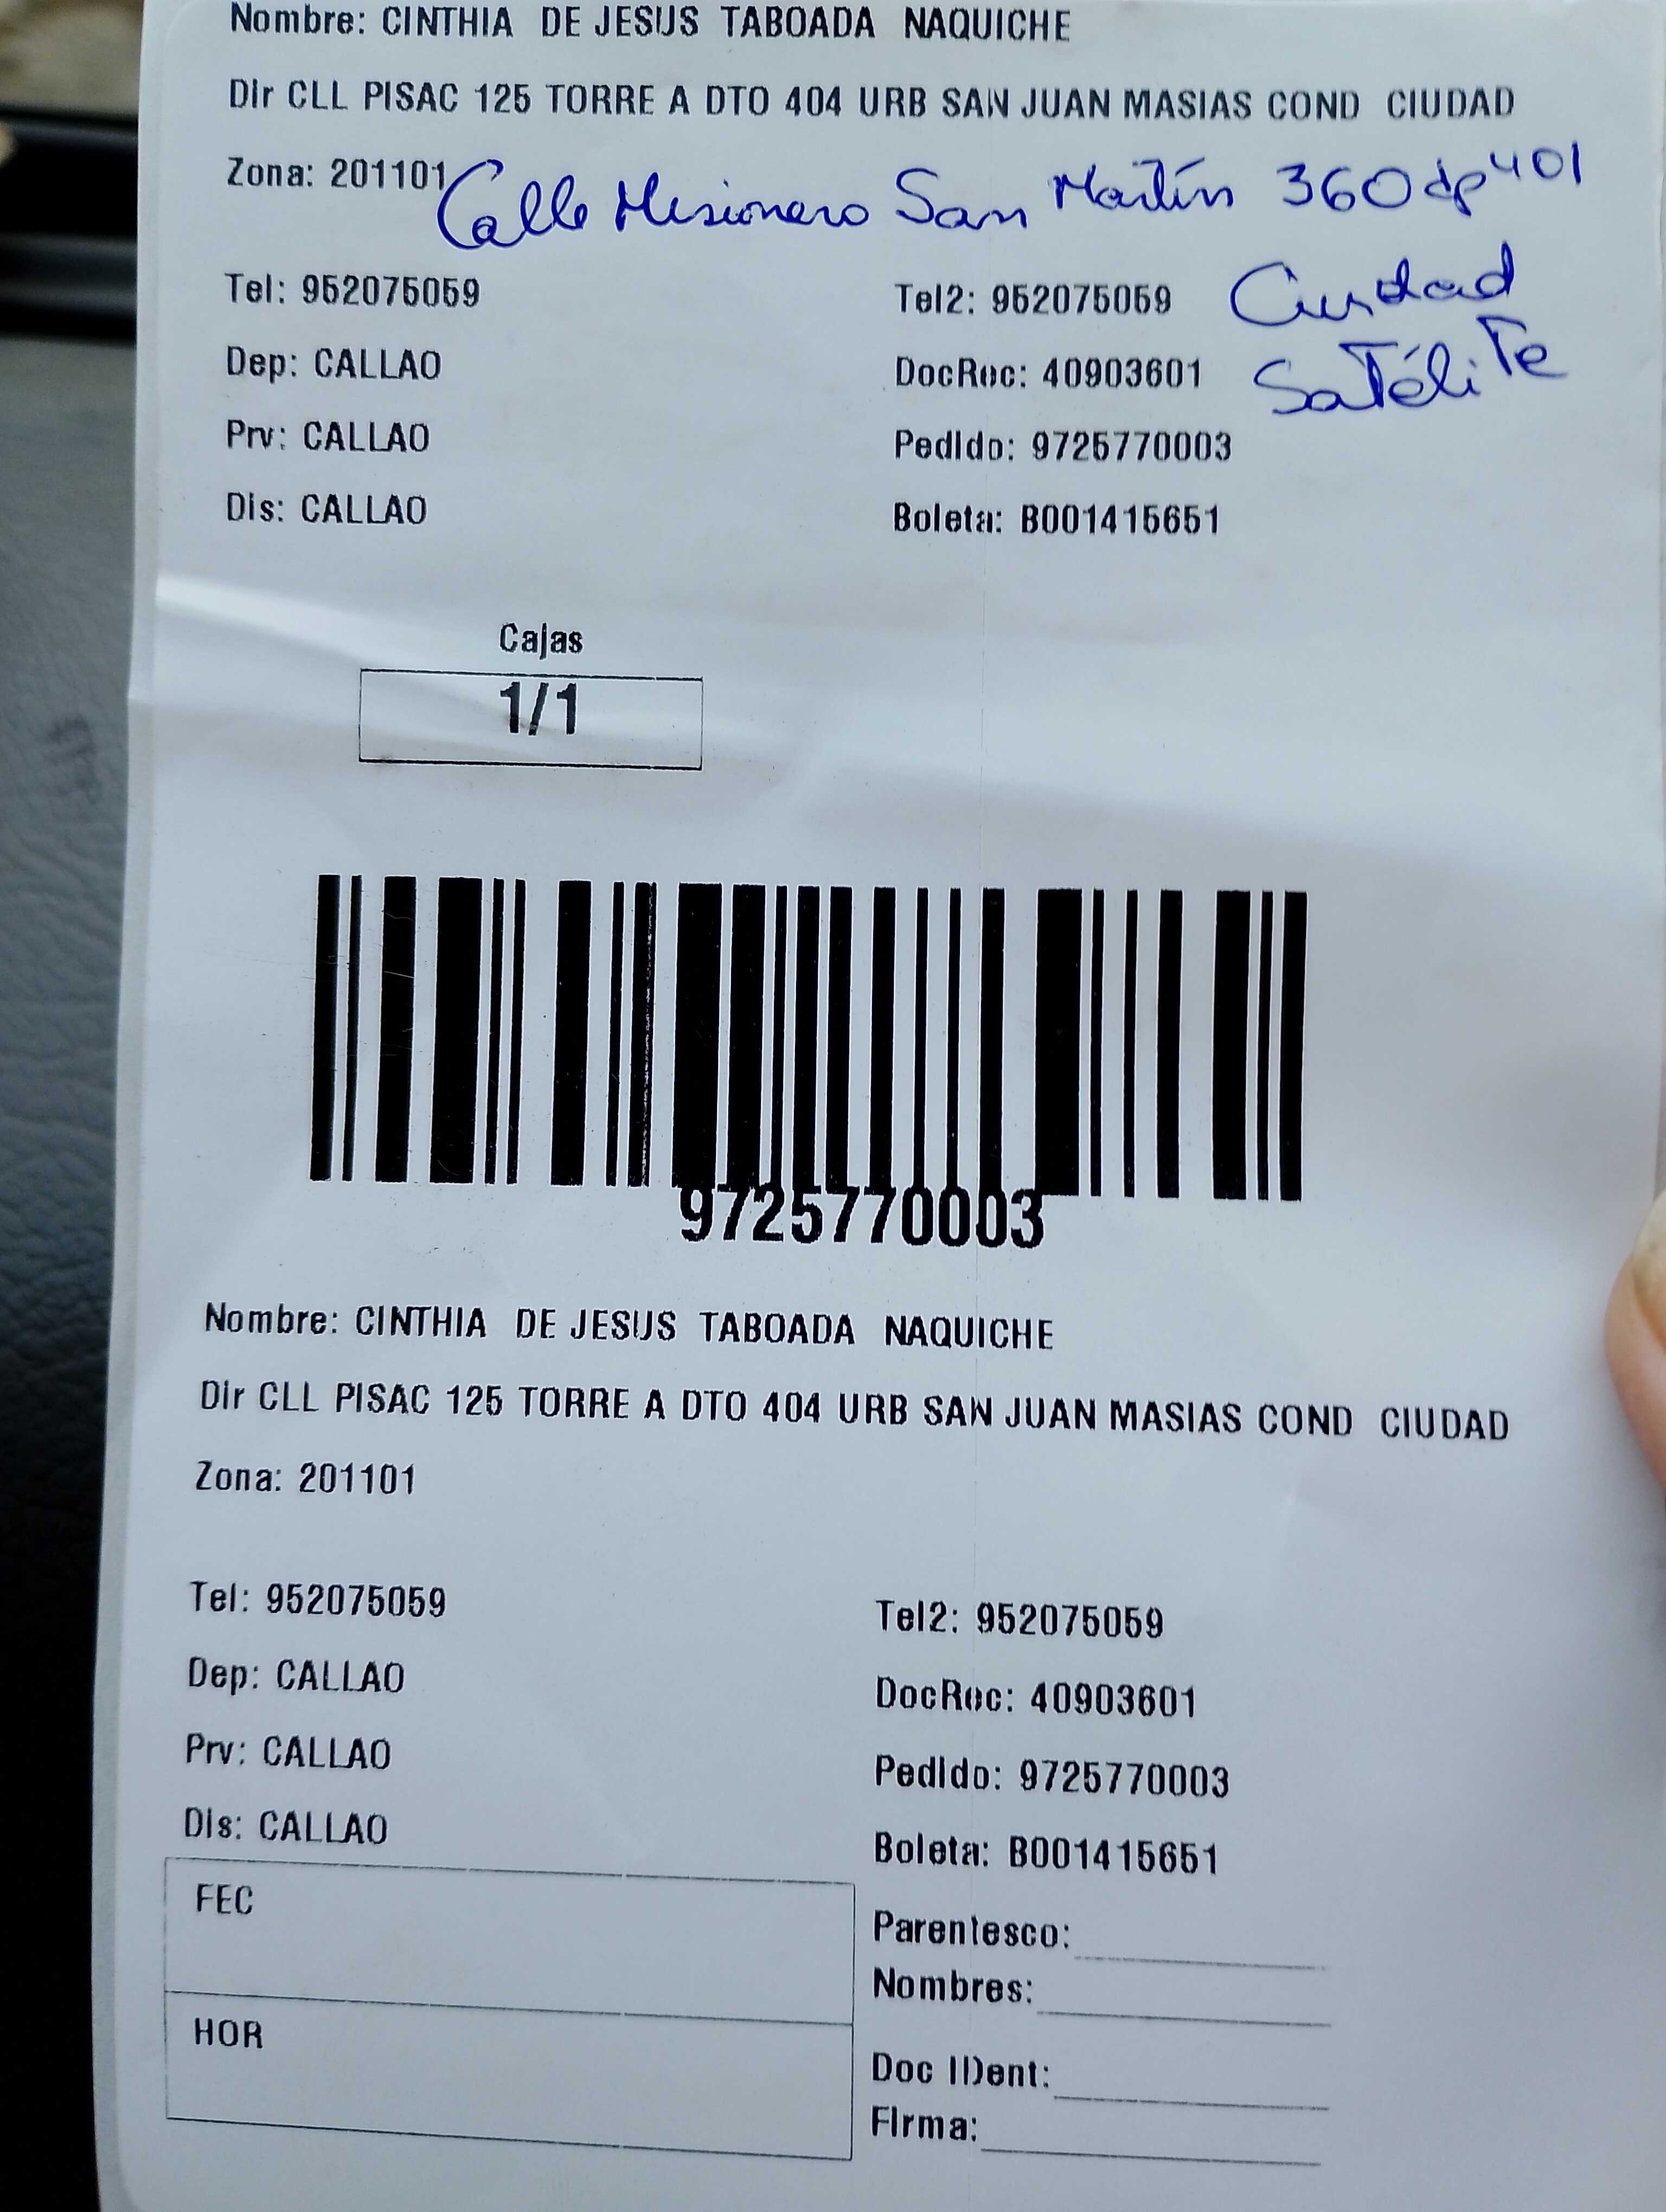 Nombre: CINTHIA DE JESUS TABOADA NAQUICHE
Dir CLL PISAC 125 TORRE A DTO 404 URB SAN JUAN MASIAS COND CIUDAD
Zona: 201101
Calle Misionero San Martín 360 dp 401
Ciudad
Satélite
Tel: 952075059
Tel2: 952075059
Dep: CALLAO
DocRec: 40903601
Prv: CALLAO
Pedido: 9725770003
Dis: CALLAO
Boleta: B001415651
Cajas
1/1
9725770003
Nombre: CINTHIA DE JESUS TABOADA NAQUICHE
Dir CLL PISAC 125 TORRE A DTO 404 URB SAN JUAN MASIAS COND CIUDAD
Zona: 201101
Tel: 952075059
Tel2: 952075059
Dep: CALLAO
DocRec: 40903601
Prv: CALLAO
Pedido: 9725770003
Dis: CALLAO
Boleta: B001415651
FEC
Parentesco:
Nombres:
HOR
Doc IDent:
Firma: